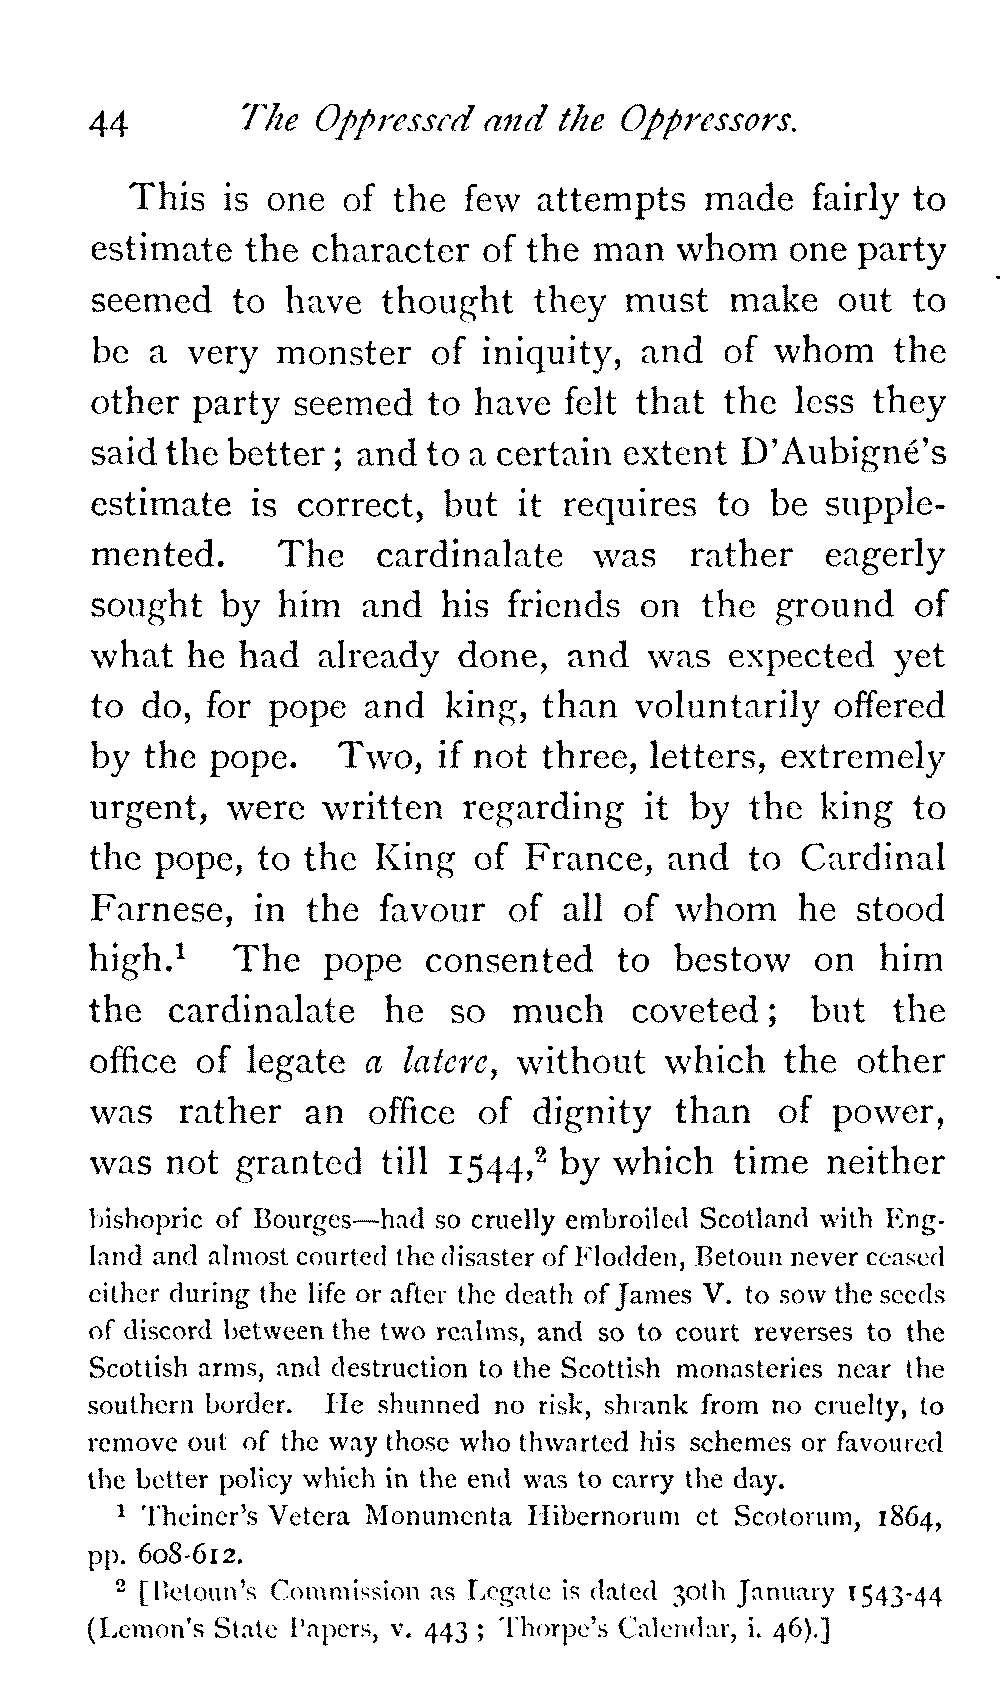 44 The Oppressed and the Oppressors.
This is one of the few attempts made fairly to
estimate the character of the man whom one party
seemed to have thought they must make out to
be a very monster of iniquity, and of whom the
other party seemed to have felt that the less they
said the better; and to a certain extent D'Aubigné's
estimate is correct, but it requires to be supple-
mented. The cardinalate was rather eagerly
sought by him and his friends on the ground of
what he had already done, and was expected yet
to do, for pope and king, than voluntarily offered
by the pope. Two, if not three, letters, extremely
urgent, were written regarding it by the king to
the pope, to the King of France, and to Cardinal
Farnese, in the favour of all of whom he stood
high.¹ The pope consented to bestow on him
the cardinalate he so much coveted; but the
office of legate a latere, without which the other
was rather an office of dignity than of power,
was not granted till 1544,² by which time neither
bishopric of Bourges—had so cruelly embroiled Scotland with Eng-
land and almost courted the disaster of Flodden, Betoun never ceased
either during the life or after the death of James V. to sow the seeds
of discord between the two realms, and so to court reverses to the
Scottish arms, and destruction to the Scottish monasteries near the
southern border. He shunned no risk, shrank from no cruelty, to
remove out of the way those who thwarted his schemes or favoured
the better policy which in the end was to carry the day.
¹ Theiner's Vetera Monumenta Hibernorum et Scotorum, 1864,
pp. 608-612.
² [Betoun's Commission as Legate is dated 30th January 1543-44
(Lemon's State Papers, v. 443; Thorpe's Calendar, i. 46).]